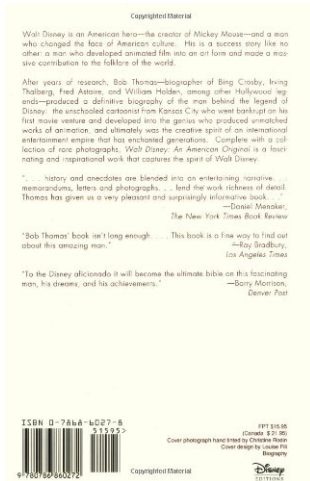 Copyrighted Material
Walt Disney is an American hero—the creator of Mickey Mouse—and a man
who changed the face of American culture. His is a success story like no
other: a man who developed animated film into an art form and made a mas-
sive contribution to the folklore of the world.
After years of research, Bob Thomas—biographer of Bing Crosby, Irving
Thalberg, Fred Astaire, and William Holden, among other Hollywood leg-
ends—produced a definitive biography of the man behind the legend of
Disney: the unschooled cartoonist from Kansas City who went bankrupt on his
first movie venture and developed into the genius who produced unmatched
works of animation, and ultimately was the creative spirit of an international
entertainment empire that has enchanted generations. Complete with a col-
lection of rare photographs, Walt Disney: An American Original is a fasci-
nating and inspirational work that captures the spirit of Walt Disney.
". . . history and anecdotes are blended into an entertaining narrative. . .
memorandums, letters and photographs. . . lend the work richness of detail.
Thomas has given us a very pleasant and surprisingly informative book. . ."
—Daniel Menaker,
The New York Times Book Review
"Bob Thomas' book isn't long enough. . . . This book is a fine way to find out
about this amazing man."
—Ray Bradbury,
Los Angeles Times
"To the Disney aficionado it will become the ultimate bible on this fascinating
man, his dreams, and his achievements."
—Barry Morrison,
Denver Post
ISBN 0-7868-6027-8
51595>
9 780786 860272
FPT $15.95
(Canada $ 21.95)
Cover photograph hand tinted by Christine Rodin
Cover design by Louise Fili
Biography
Copyrighted Material
Disney
EDITIONS